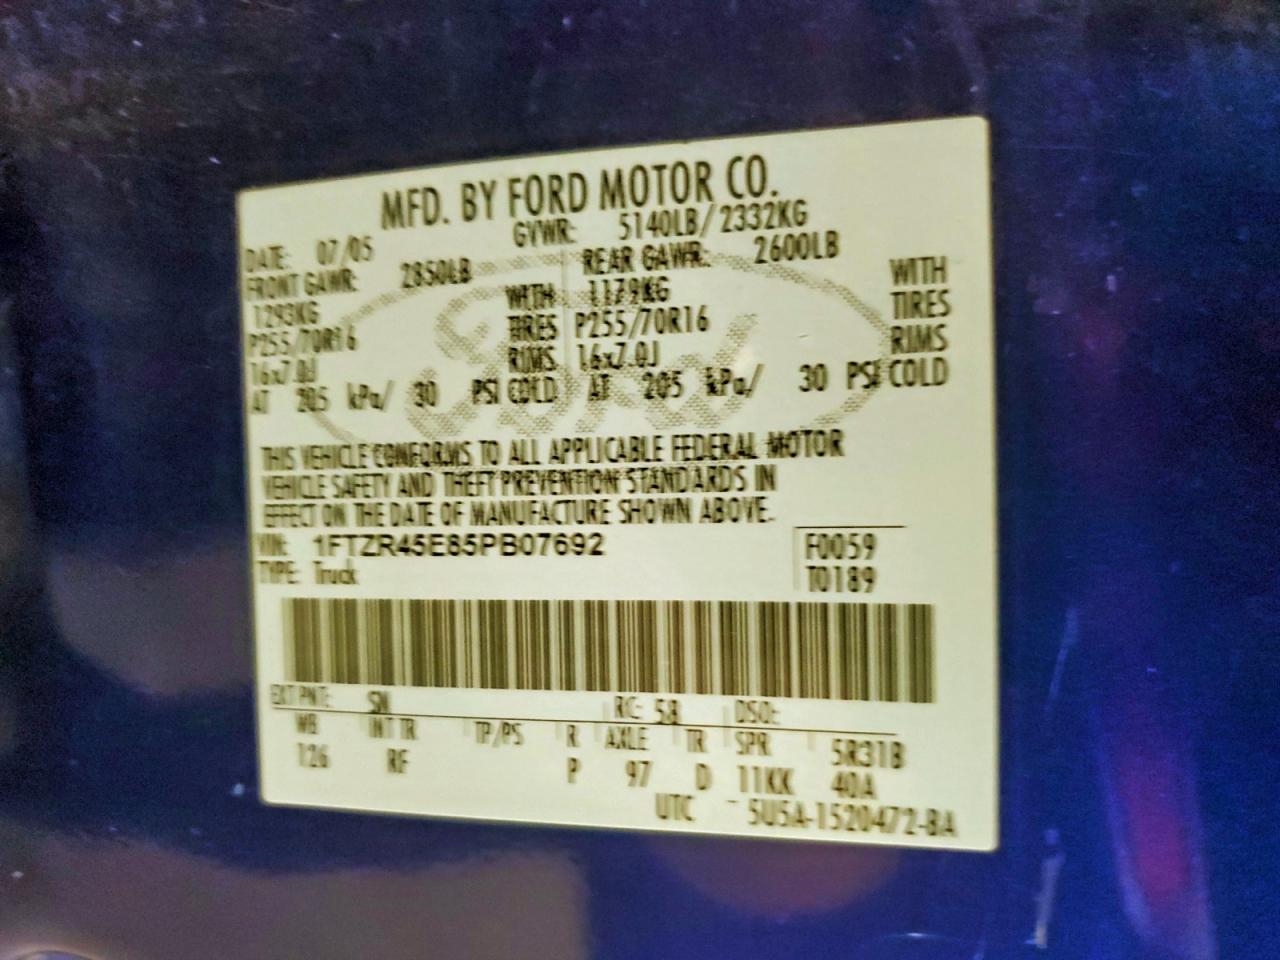 MFD. BY FORD MOTOR CO.
DATE: 07/05 GVWR: 5140LB/2332KG
FRONT GAWR: 2850LB REAR GAWR: 2600LB
1293KG WITH 1179KG WITH
P255/70R16 TIRES P255/70R16 TIRES
16x7.0J RIMS 16x7.0J RIMS
AT 205 kPa/ 30 PSI COLD AT 205 kPa/ 30 PSI COLD
Ford
THIS VEHICLE CONFORMS TO ALL APPLICABLE FEDERAL MOTOR
VEHICLE SAFETY AND THEFT PREVENTION STANDARDS IN
EFFECT ON THE DATE OF MANUFACTURE SHOWN ABOVE.
VIN: 1FTZR45E85PB07692 F0059
TYPE: Truck T0189
EXT PNT: SN RC: 58 DSO:
WB INT TR TP/PS R AXLE TR SPR 5R31B
126 RF P 97 D 11KK 40A
UTC 5U5A-1520472-BA